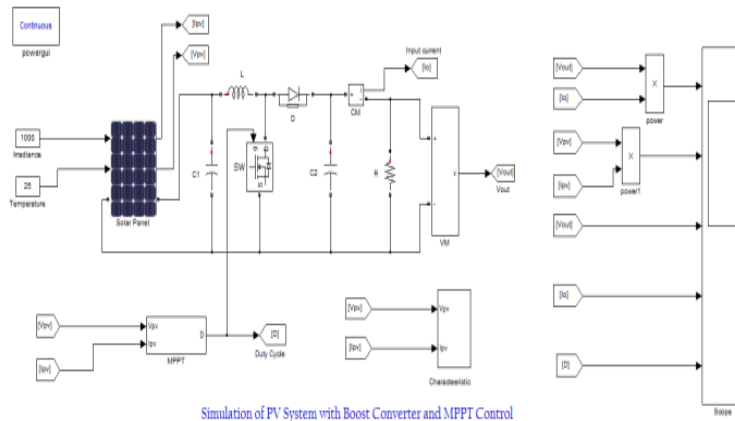 Continuous
powergui
[Ipv]
[Vpv]
Input current
[Io]
L
D
CM
1000
Irradiance
25
Temperature
Solar Panel
C1
SW
C2
R
+
-
v
VM
[Vout]
Vout
[Vpv]
[Ipv]
Vpv
Ipv
D
MPPT
[D]
Duty Cycle
[Vpv]
[Ipv]
Vpv
Ipv
Characteeristic
[Vout]
[Io]
X
power
[Vpv]
[Ipv]
X
power1
[Vout]
[Io]
[D]
Scope
Simulation of PV System with Boost Converter and MPPT Control